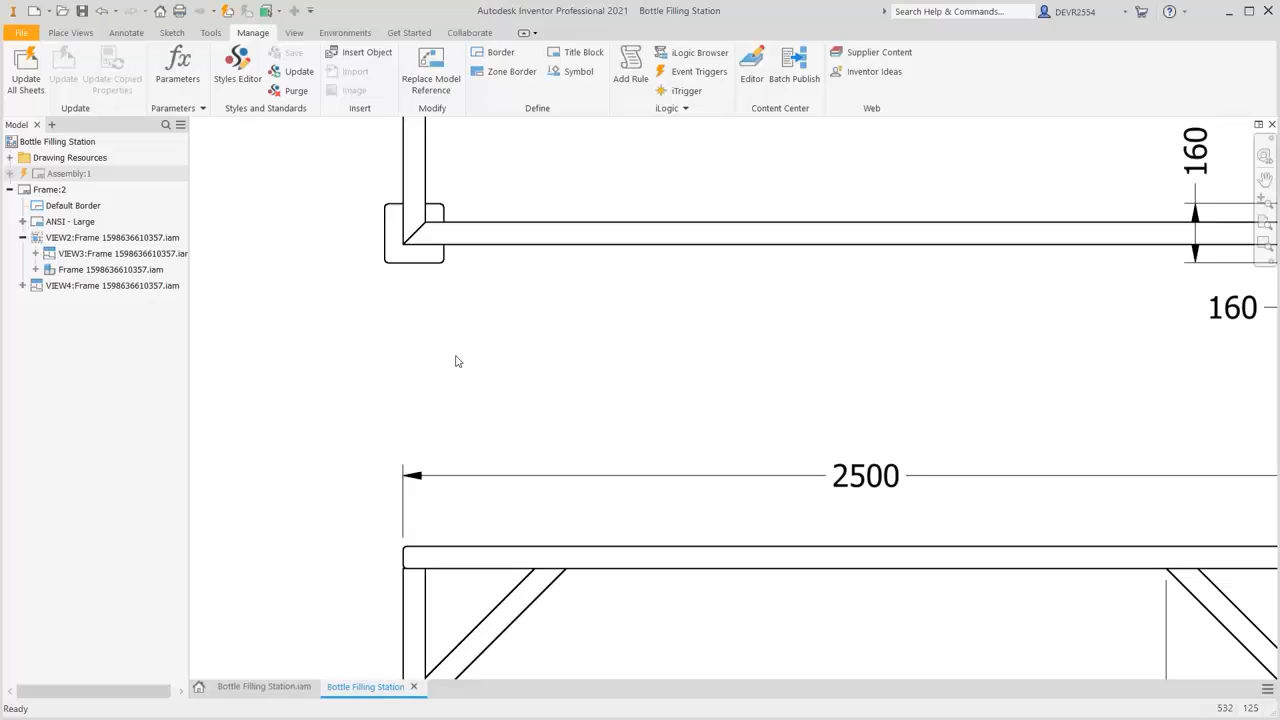 Autodesk Inventor Professional 2021 Bottle Filling Station
Search Help & Commands... DEVR2554
File Place Views Annotate Sketch Tools Manage View Environments Get Started Collaborate
Update All Sheets
Update
Update Copied Properties
Update
fx
Parameters
Parameters
Styles Editor
Save
Update
Purge
Styles and Standards
Insert Object
Import
Image
Insert
Replace Model Reference
Modify
Border
Zone Border
Title Block
Symbol
Define
Add Rule
iLogic Browser
Event Triggers
iTrigger
iLogic
Editor
Batch Publish
Content Center
Supplier Content
Inventor Ideas
Web
Model
Bottle Filling Station
Drawing Resources
Assembly:1
Frame:2
Default Border
ANSI - Large
VIEW2:Frame 1598636610357.iam
VIEW3:Frame 1598636610357.iar
Frame 1598636610357.iam
VIEW4:Frame 1598636610357.iam
160
160
2500
Bottle Filling Station.iam Bottle Filling Station
Ready 532 125